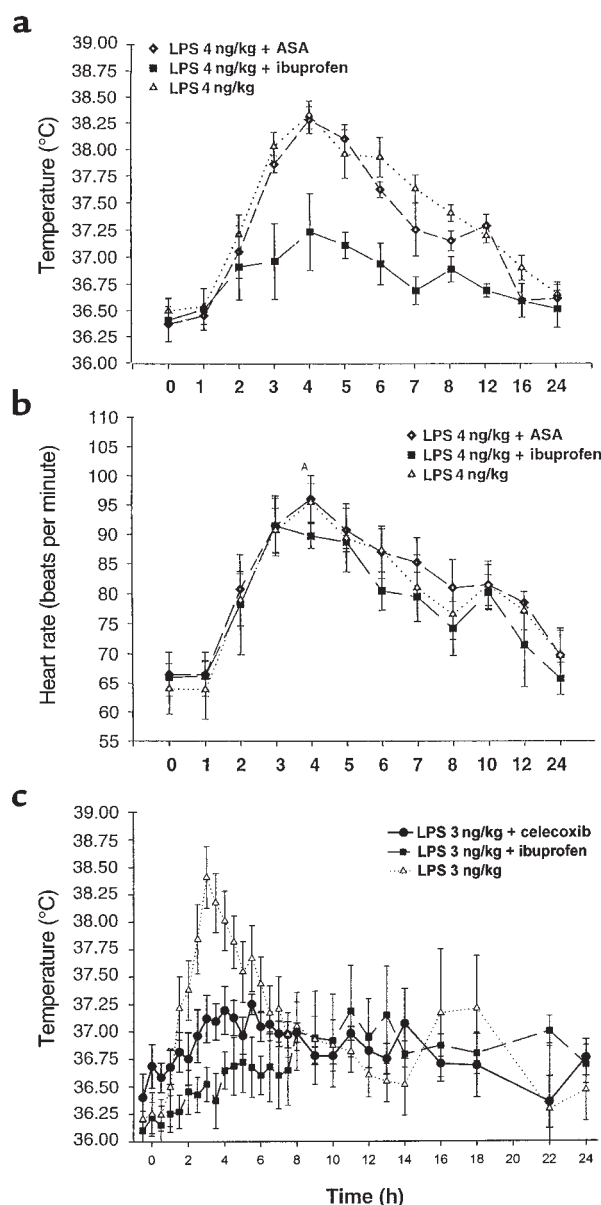 a
39.00
38.75
38.50
38.25
38.00
37.75
37.50
37.25
37.00
36.75
36.50
36.25
36.00
Temperature (°C)
LPS 4 ng/kg + ASA
LPS 4 ng/kg + ibuprofen
LPS 4 ng/kg
0 1 2 3 4 5 6 7 8 12 16 24
b
110
105
100
95
90
85
80
75
70
65
60
55
Heart rate (beats per minute)
A
LPS 4 ng/kg + ASA
LPS 4 ng/kg + ibuprofen
LPS 4 ng/kg
0 1 2 3 4 5 6 7 8 10 12 24
c
39.00
38.75
38.50
38.25
38.00
37.75
37.50
37.25
37.00
36.75
36.50
36.25
36.00
Temperature (°C)
LPS 3 ng/kg + celecoxib
LPS 3 ng/kg + ibuprofen
LPS 3 ng/kg
0 2 4 6 8 10 12 14 16 18 20 22 24
Time (h)